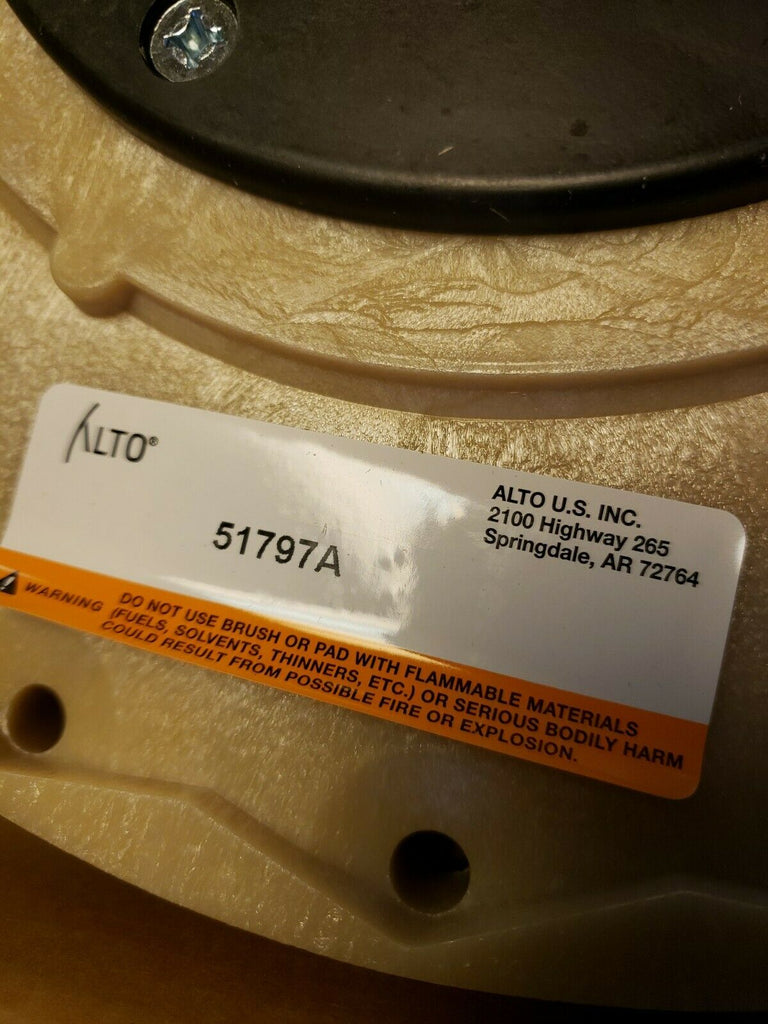 ALTO®
ALTO U.S. INC.
2100 Highway 265
Springdale, AR 72764
51797A
WARNING
DO NOT USE BRUSH OR PAD WITH FLAMMABLE MATERIALS
(FUELS, SOLVENTS, THINNERS, ETC.) OR SERIOUS BODILY HARM
COULD RESULT FROM POSSIBLE FIRE OR EXPLOSION.